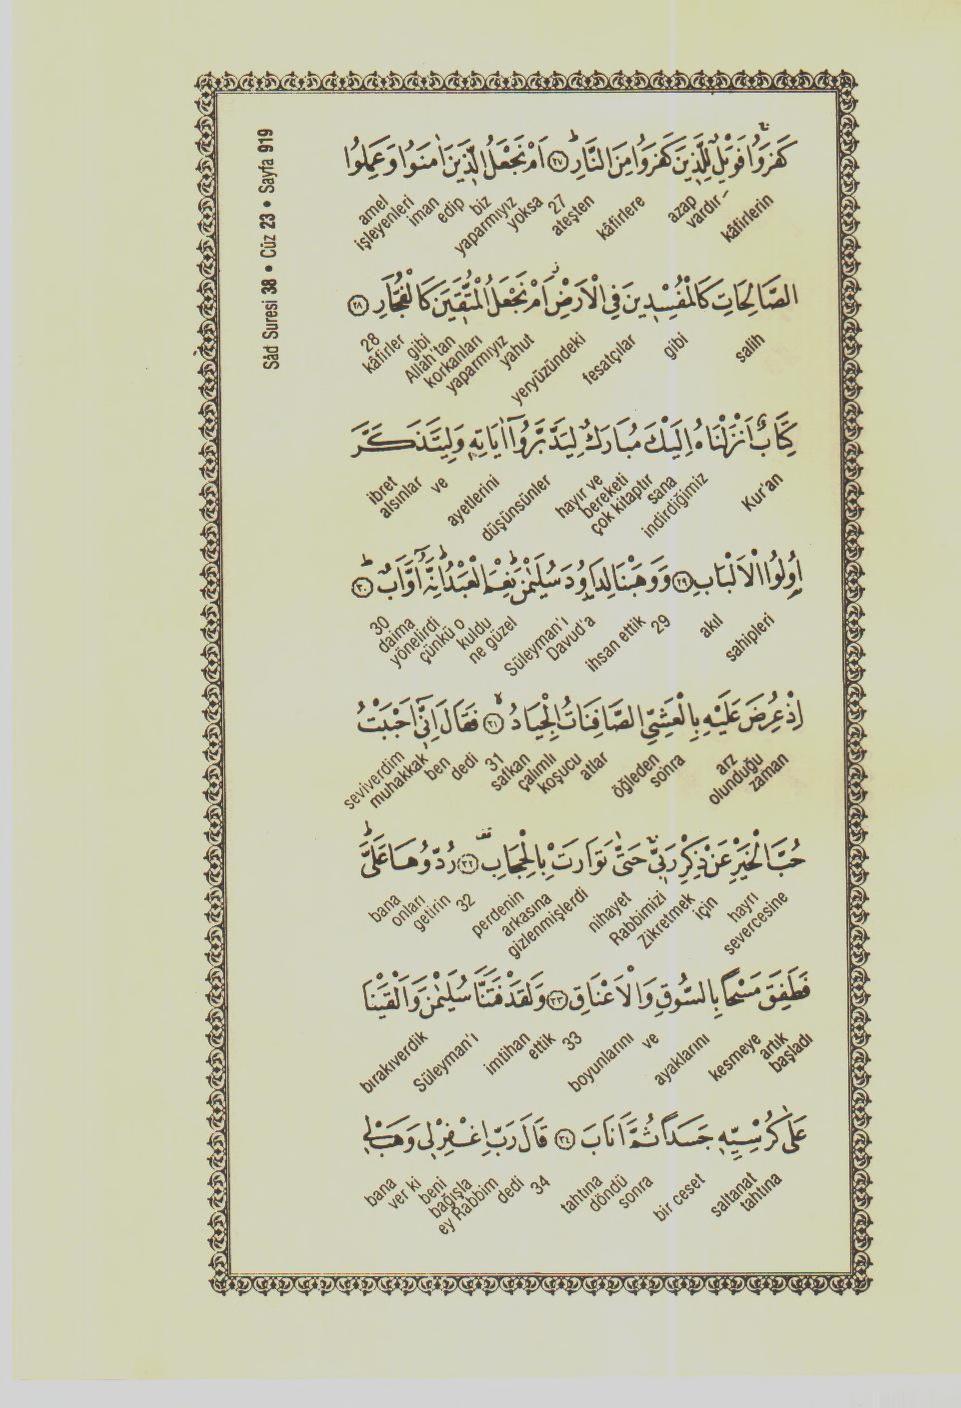 Sâd Suresi 38 • Cüz 23 • Sayfa 919
كَفَرُوا فَوَيْلٌ لِلَّذِينَ كَفَرُوا مِنَ النَّارِ ﴿٢٧﴾ اَمْ نَجْعَلُ الَّذِينَ اٰمَنُوا وَعَمِلُوا
kâfirlerin azap vardır kâfirlere ateşten 27 yoksa yaparmıyız biz edip iman işleyenleri amel
الصَّالِحَاتِ كَالْمُفْسِدِينَ فِي الْاَرْضِ اَمْ نَجْعَلُ الْمُتَّقِينَ كَالْفُجَّارِ ﴿٢٨﴾
salih gibi fesatçılar yeryüzündeki yahut yaparmıyız korkanları Allah'tan gibi kâfirler 28
كِتَابٌ اَنْزَلْنَاهُ اِلَيْكَ مُبَارَكٌ لِيَدَّبَّرُوا اٰيَاتِهِ وَلِيَتَذَكَّرَ
Kur'an indirdiğimiz sana çok kitaptır bereketi hayır ve düşünsünler ayetlerini ve alsınlar ibret
اُولُوا الْاَلْبَابِ ﴿٢٩﴾ وَوَهَبْنَا لِدَاوُدَ سُلَيْمٰنَ نِعْمَ الْعَبْدُ اِنَّهُ اَوَّابٌ ﴿٣٠﴾
sahipleri akıl 29 ihsan ettik Davud'a Süleyman'ı ne güzel kuldu çünkü o yönelirdi daima 30
اِذْ عُرِضَ عَلَيْهِ بِالْعَشِيِّ الصَّافِنَاتُ الْجِيَادُ ﴿٣١﴾ فَقَالَ اِنِّي اَحْبَبْتُ
zaman olunduğu arz sonra öğleden atlar koşucu çalımlı safkan 31 dedi ben muhakkak seviverdim
حُبَّ الْخَيْرِ عَنْ ذِكْرِ رَبِّي حَتّٰى تَوَارَتْ بِالْحِجَابِ ﴿٣٢﴾ رُدُّوهَا عَلَيَّ
severcesine hayrı için Zikretmek Rabbimizi nihayet gizlenmişlerdi arkasına perdenin 32 getirin onları bana
فَطَفِقَ مَسْحًا بِالسُّوقِ وَالْاَعْنَاقِ ﴿٣٣﴾ وَلَقَدْ فَتَنَّا سُلَيْمٰنَ وَاَلْقَيْنَا
başladı artık kesmeye ayaklarını ve boyunlarını 33 ettik imtihan Süleyman'ı bırakıverdik
عَلٰى كُرْسِيِّهِ جَسَدًا ثُمَّ اَنَابَ ﴿٣٤﴾ قَالَ رَبِّ اغْفِرْ لِي وَهَبْ لِي
tahtına saltanat bir ceset sonra döndü tahtına 34 dedi ey Rabbim bağışla beni ver ki bana